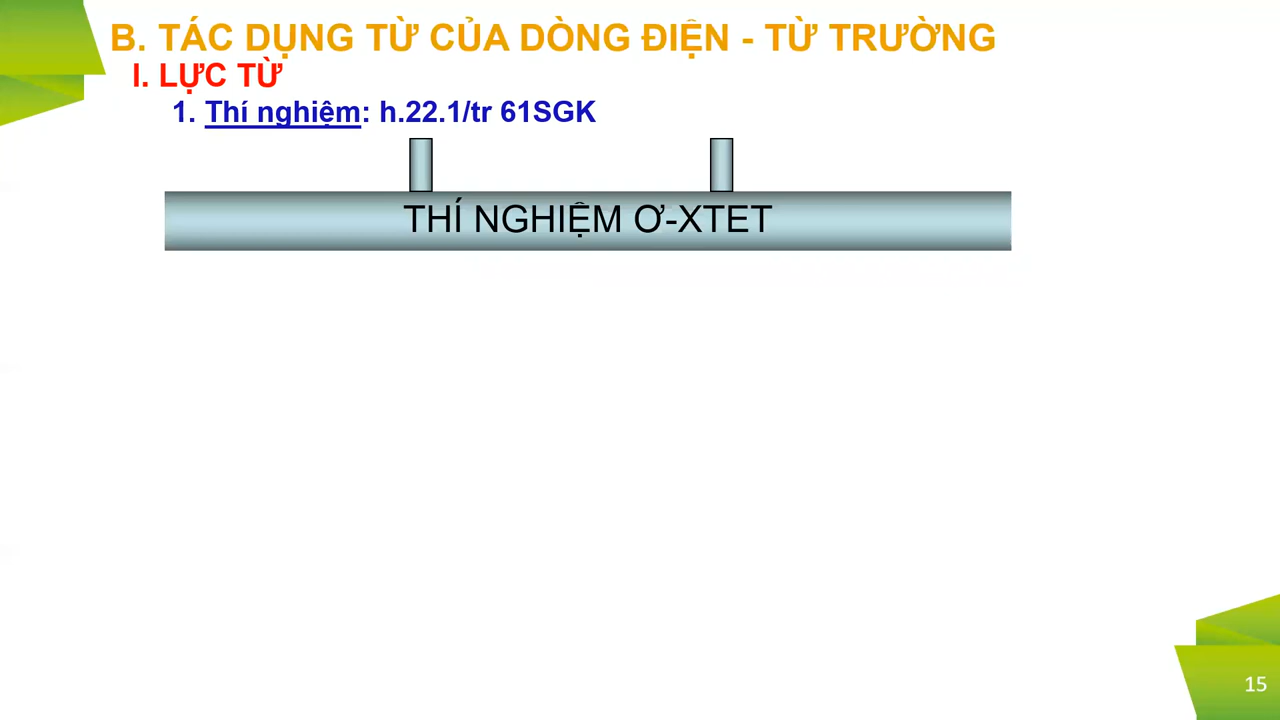 B. TÁC DỤNG TỪ CỦA DÒNG ĐIỆN - TỪ TRƯỜNG
I. LỰC TỪ
1. Thí nghiệm: h.22.1/tr 61SGK
THÍ NGHIỆM Ơ-XTET
15